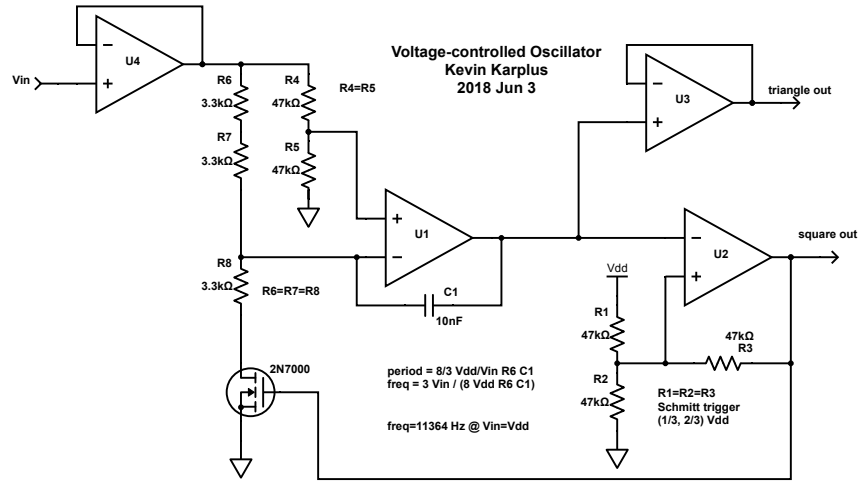 Voltage-controlled Oscillator
Kevin Karplus
2018 Jun 3
Vin
U4
R6
3.3kΩ
R7
3.3kΩ
R4
47kΩ
R4=R5
R5
47kΩ
U3
triangle out
U1
U2
square out
R8
3.3kΩ
R6=R7=R8
C1
10nF
Vdd
R1
47kΩ
47kΩ
R3
R2
47kΩ
2N7000
period = 8/3 Vdd/Vin R6 C1
freq = 3 Vin / (8 Vdd R6 C1)
freq=11364 Hz @ Vin=Vdd
R1=R2=R3
Schmitt trigger
(1/3, 2/3) Vdd